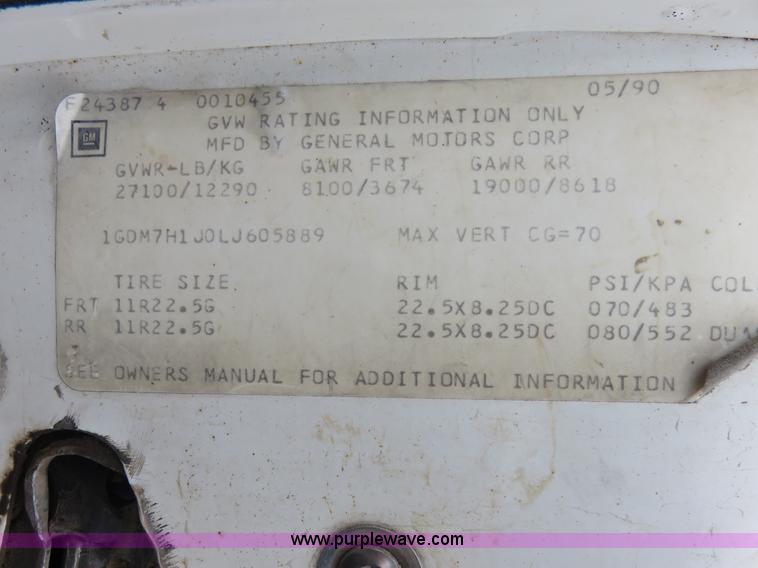 F24387 4 0010455 05/90
GVW RATING INFORMATION ONLY
GM MFD BY GENERAL MOTORS CORP
GVWR-LB/KG GAWR FRT GAWR RR
27100/12290 8100/3674 19000/8618
1GDM7H1J0LJ605889 MAX VERT CG=70
TIRE SIZE RIM PSI/KPA COL
FRT 11R22.5G 22.5X8.25DC 070/483
RR 11R22.5G 22.5X8.25DC 080/552 DUA
SEE OWNERS MANUAL FOR ADDITIONAL INFORMATION
www.purplewave.com